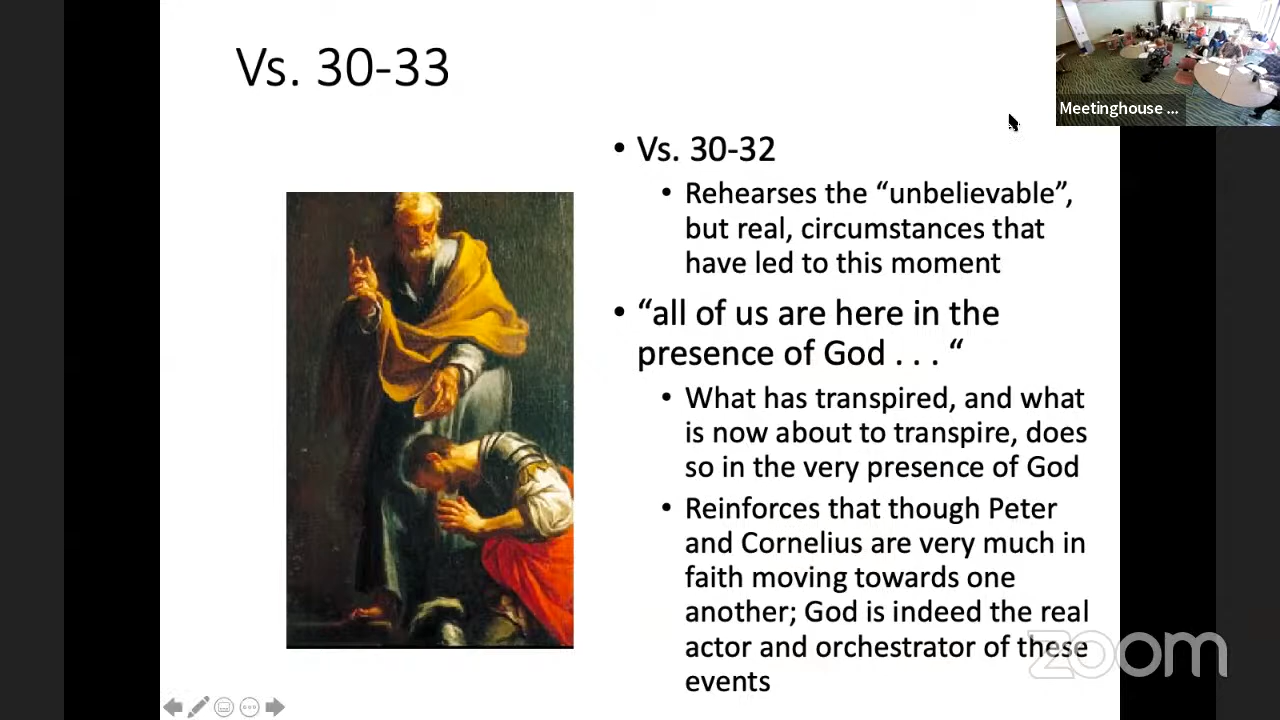 Vs. 30-33
Meetinghouse ...
• Vs. 30-32
• Rehearses the “unbelievable”,
but real, circumstances that
have led to this moment
• “all of us are here in the
presence of God . . . “
• What has transpired, and what
is now about to transpire, does
so in the very presence of God
• Reinforces that though Peter
and Cornelius are very much in
faith moving towards one
another; God is indeed the real
actor and orchestrator of these
events
zoom